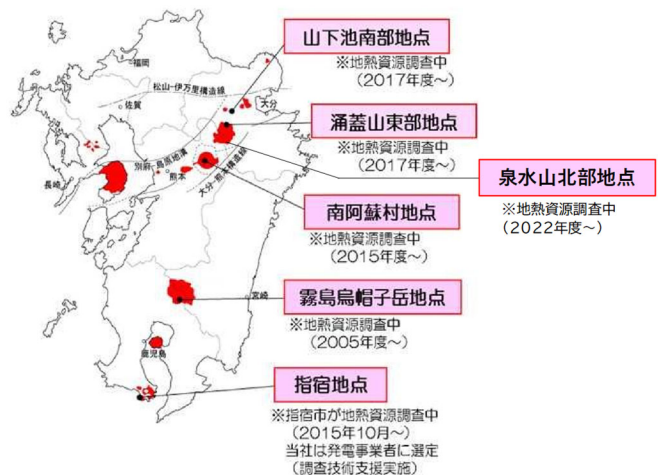 山下池南部地点
※地熱資源調査中
(2017年度～)
福岡
松山－伊万里構造線
佐賀
大分
涌蓋山東部地点
※地熱資源調査中
(2017年度～)
別府－島原地溝
大分－熊本構造線
長崎
熊本
泉水山北部地点
※地熱資源調査中
(2022年度～)
南阿蘇村地点
※地熱資源調査中
(2015年度～)
霧島烏帽子岳地点
※地熱資源調査中
(2005年度～)
宮崎
鹿児島
指宿地点
※指宿市が地熱資源調査中
(2015年10月～)
当社は発電事業者に選定
(調査技術支援実施)